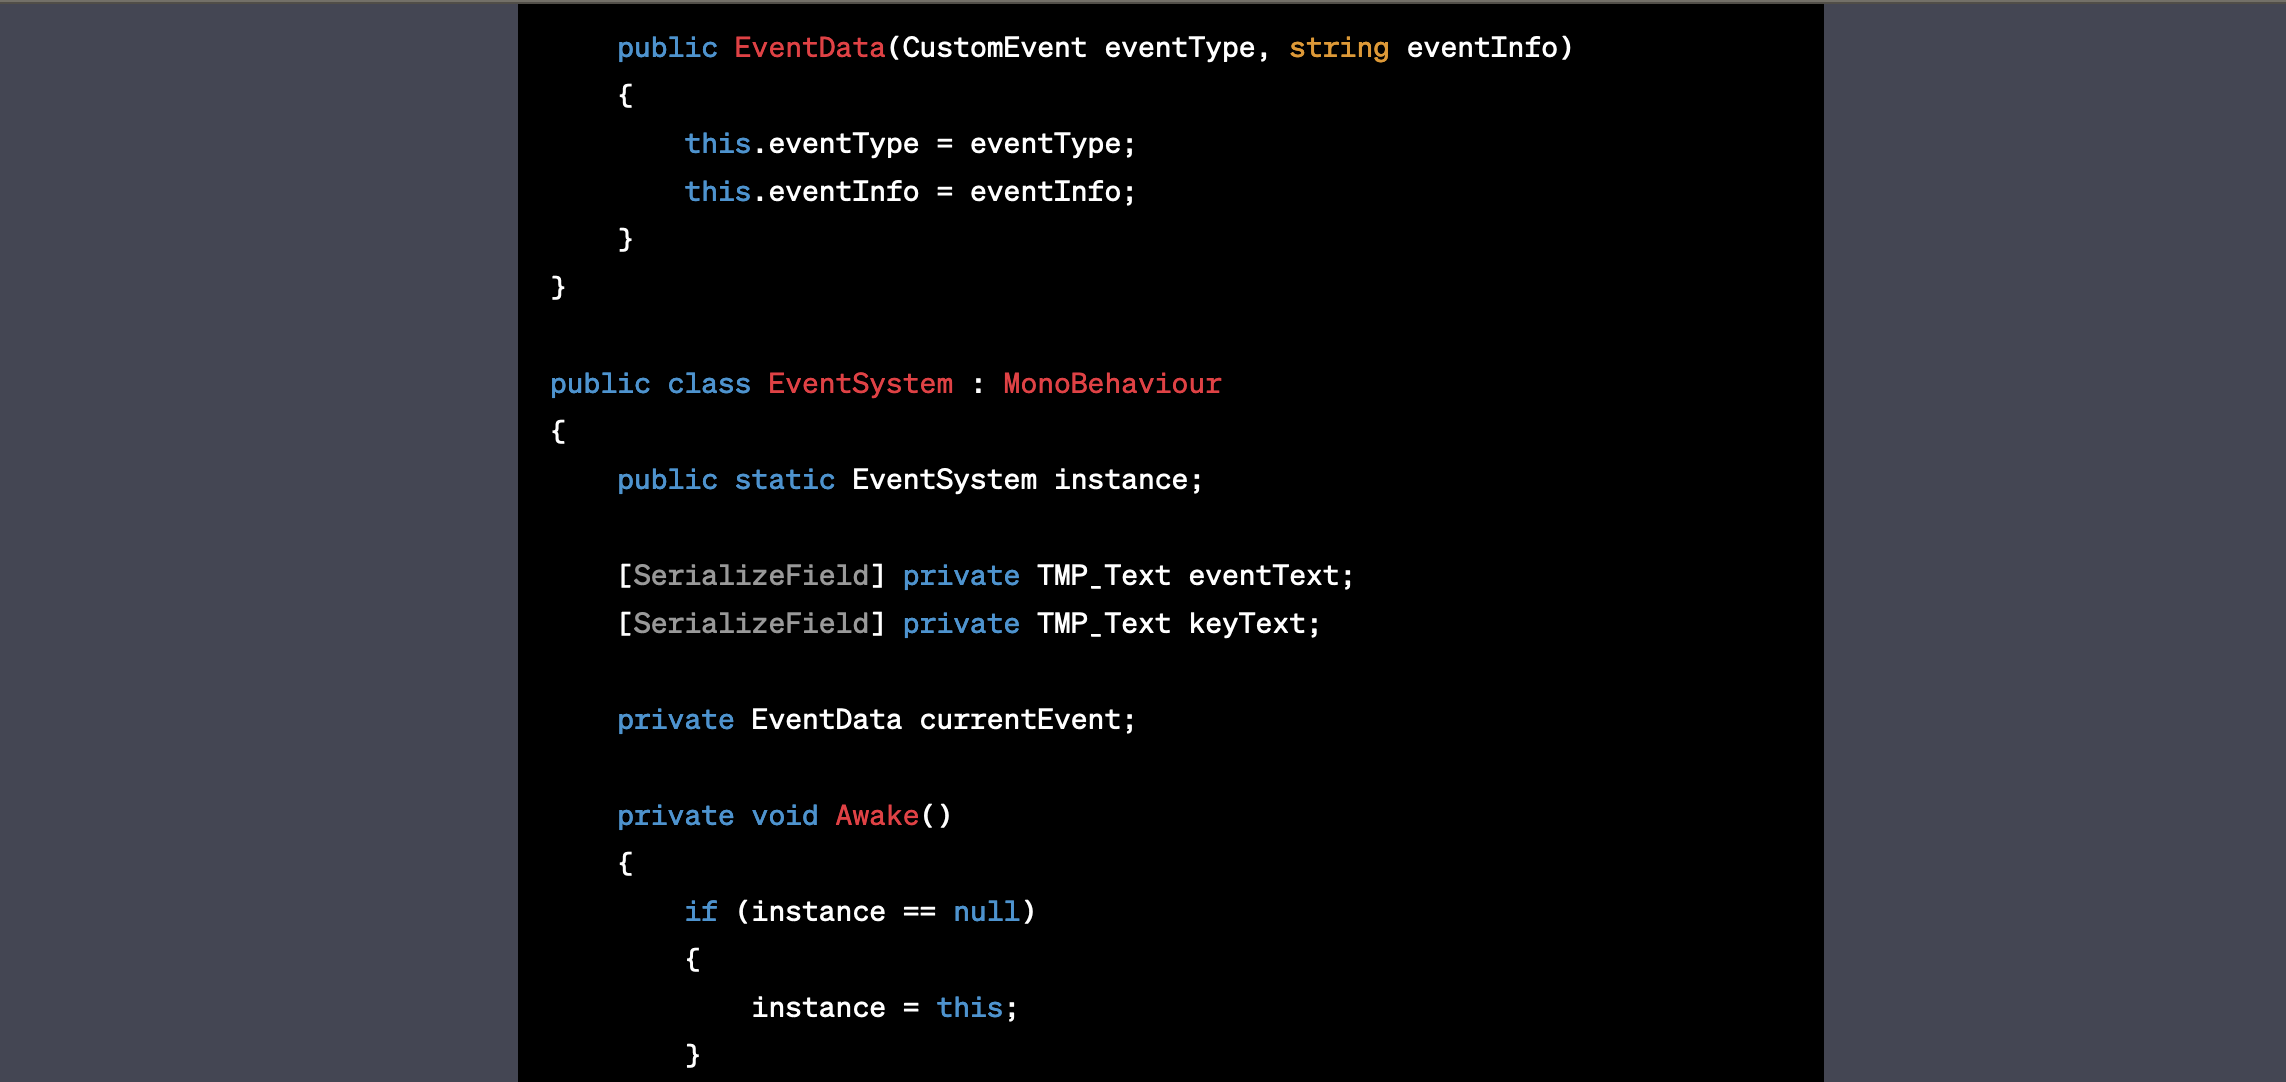 public EventData(CustomEvent eventType, string eventInfo)
{
this.eventType = eventType;
this.eventInfo = eventInfo;
}
}
public class EventSystem : MonoBehaviour
{
public static EventSystem instance;
[SerializeField] private TMP_Text eventText;
[SerializeField] private TMP_Text keyText;
private EventData currentEvent;
private void Awake()
{
if (instance == null)
{
instance = this;
}